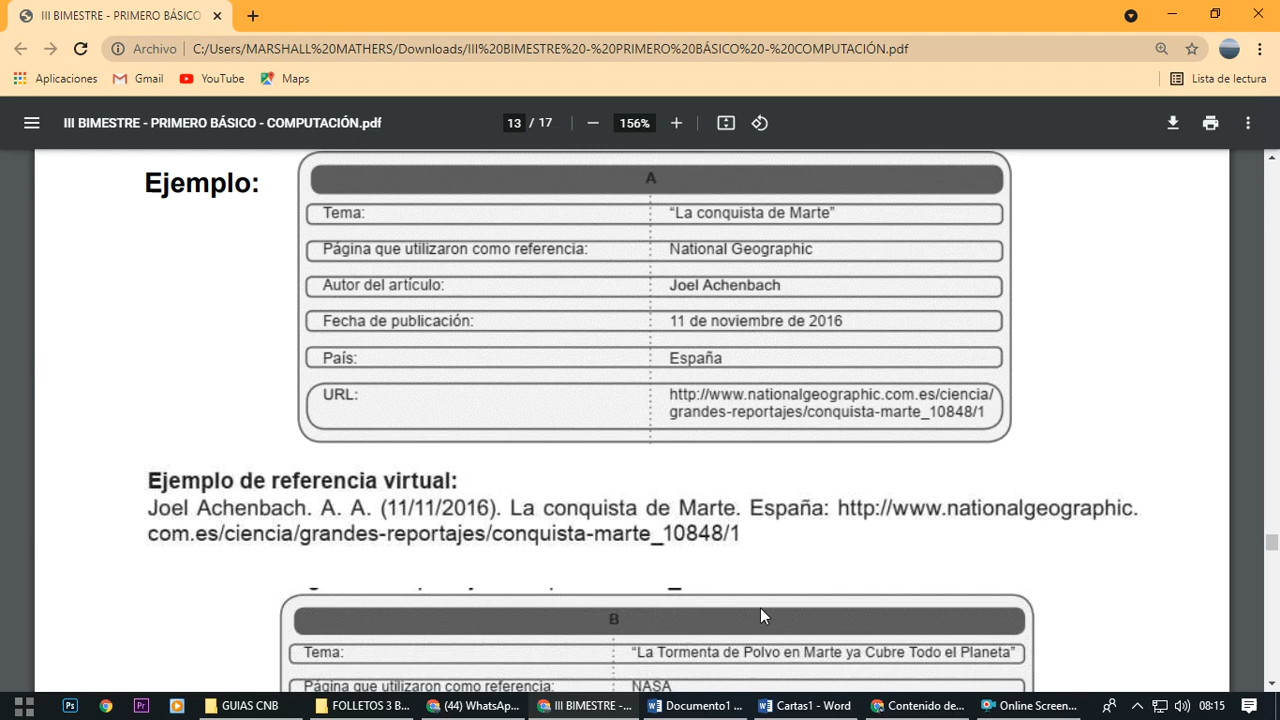 III BIMESTRE - PRIMERO BÁSICO
Archivo
C:/Users/MARSHALL%20MATHERS/Downloads/III%20BIMESTRE%20-%20PRIMERO%20BÁSICO%20-%20COMPUTACIÓN.pdf
Aplicaciones Gmail YouTube Maps Lista de lectura
III BIMESTRE - PRIMERO BÁSICO - COMPUTACIÓN.pdf 13 / 17 156%
Ejemplo:
A
Tema: “La conquista de Marte”
Página que utilizaron como referencia: National Geographic
Autor del artículo: Joel Achenbach
Fecha de publicación: 11 de noviembre de 2016
País: España
URL: http://www.nationalgeographic.com.es/ciencia/
grandes-reportajes/conquista-marte_10848/1
Ejemplo de referencia virtual:
Joel Achenbach. A. A. (11/11/2016). La conquista de Marte. España: http://www.nationalgeographic.
com.es/ciencia/grandes-reportajes/conquista-marte_10848/1
B
Tema: “La Tormenta de Polvo en Marte ya Cubre Todo el Planeta”
Página que utilizaron como referencia: NASA
Ps Pr GUIAS CNB FOLLETOS 3 B... (44) WhatsApp... III BIMESTRE -... Documento1 ... Cartas1 - Word Contenido de... Online Screen... 08:15